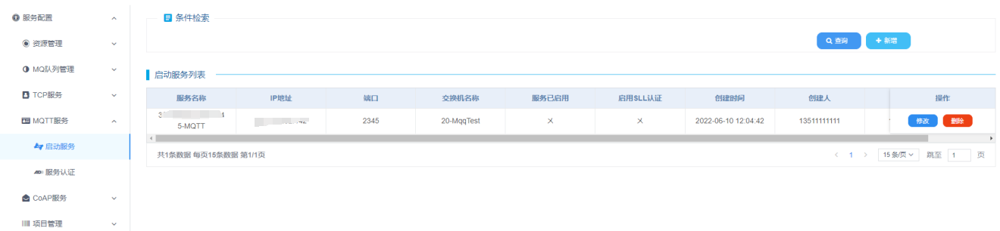 服务配置
资源管理
MQ队列管理
TCP服务
MQTT服务
启动服务
服务认证
CoAP服务
项目管理
条件检索
查询 新增
启动服务列表
服务名称 IP地址 端口 交换机名称 服务已启用 启用SLL认证 创建时间 创建人 操作
5-MQTT 2345 20-MqqTest 2022-06-10 12:04:42 13511111111 修改 删除
共1条数据 每页15条数据 第1/1页
1 15 条/页 跳至 1 页